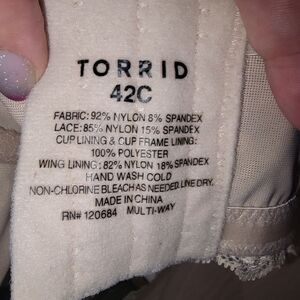 TORRID
42C
FABRIC: 92% NYLON 8% SPANDEX
LACE: 85% NYLON 15% SPANDEX
CUP LINING & CUP FRAME LINING:
100% POLYESTER
WING LINING: 82% NYLON 18% SPANDEX
HAND WASH COLD
NON-CHLORINE BLEACH AS NEEDED. LINE DRY.
MADE IN CHINA
RN# 120684 MULTI-WAY